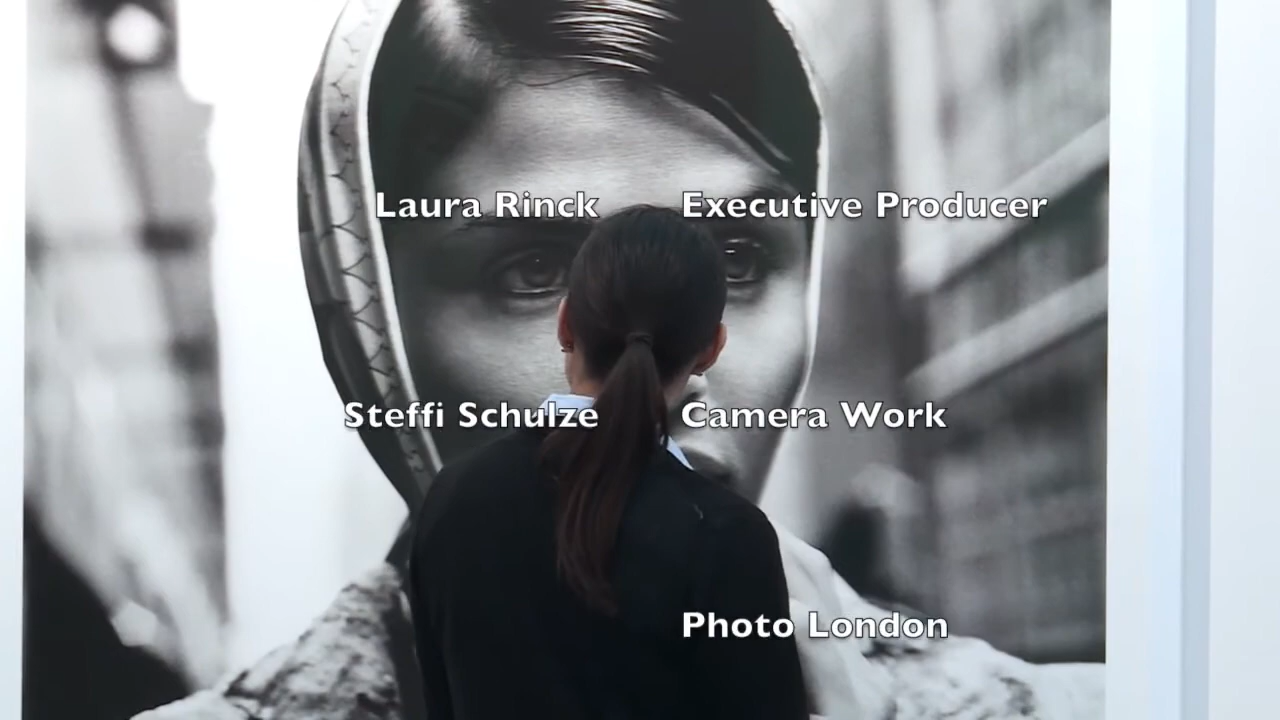 Laura Rinck Executive Producer
Steffi Schulze Camera Work
Photo London